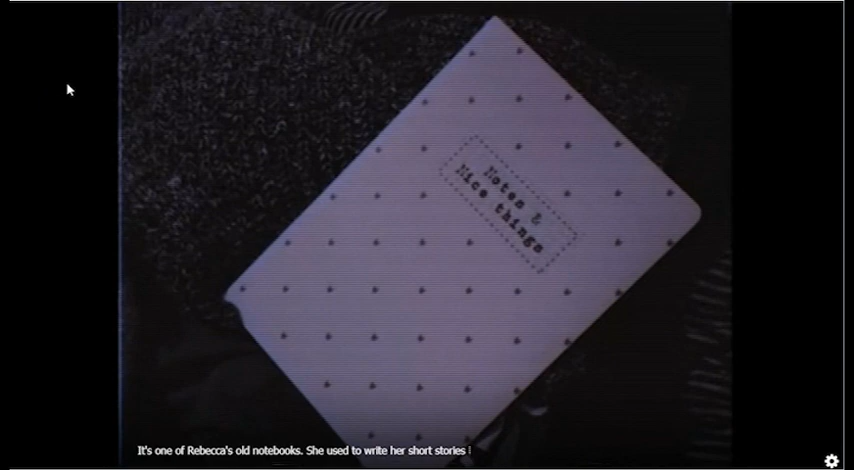 Notes &
Nice things
It's one of Rebecca's old notebooks. She used to write her short stories